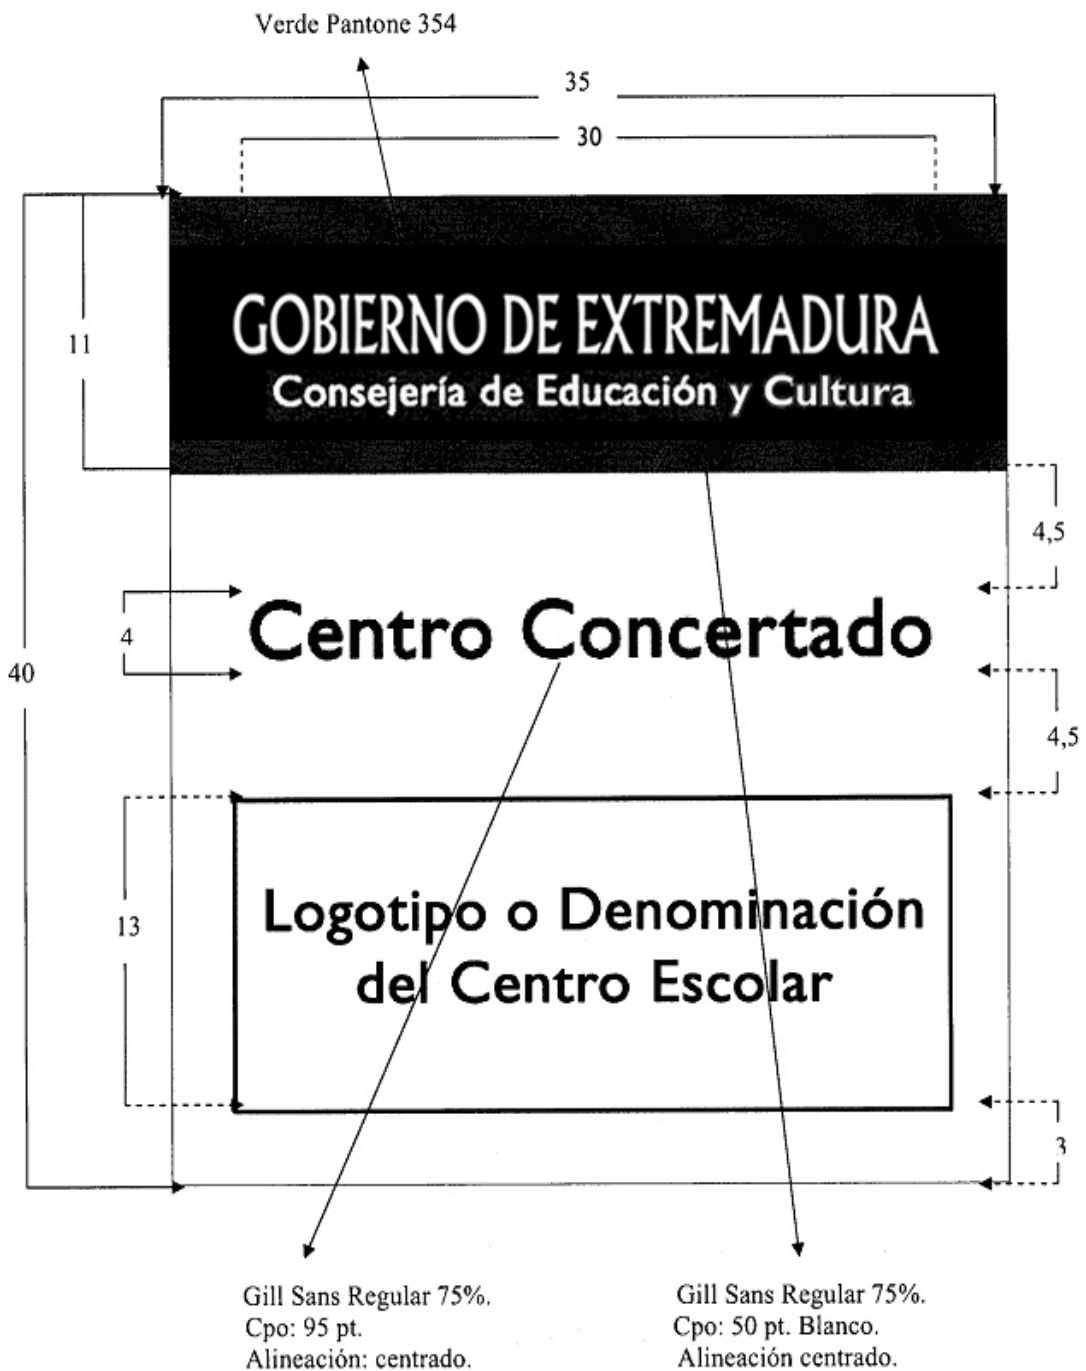 Verde Pantone 354
35
30
GOBIERNO DE EXTREMADURA
Consejería de Educación y Cultura
11
4,5
Centro Concertado
4
40
4,5
13
Logotipo o Denominación
del Centro Escolar
3
Gill Sans Regular 75%.
Cpo: 95 pt.
Alineación: centrado.
Gill Sans Regular 75%.
Cpo: 50 pt. Blanco.
Alineación centrado.